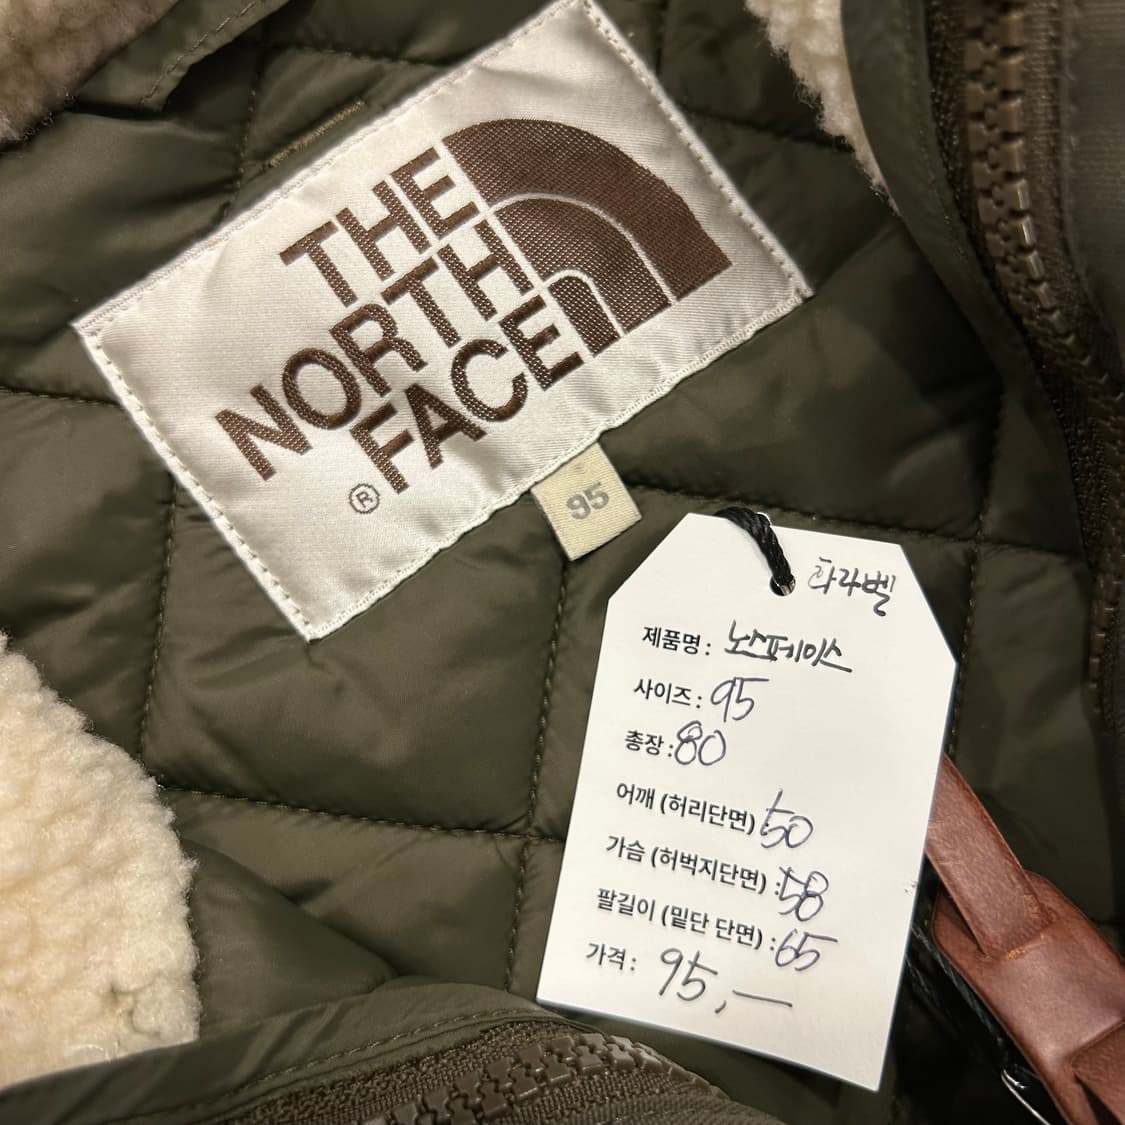 THE
NORTH
FACE
®
95
파라벨
제품명: 노스페이스
사이즈: 95
총장: 80
어깨 (허리단면) 50
가슴 (허벅지단면) : 58
팔길이 (밑단 단면) : 65
가격: 95,—